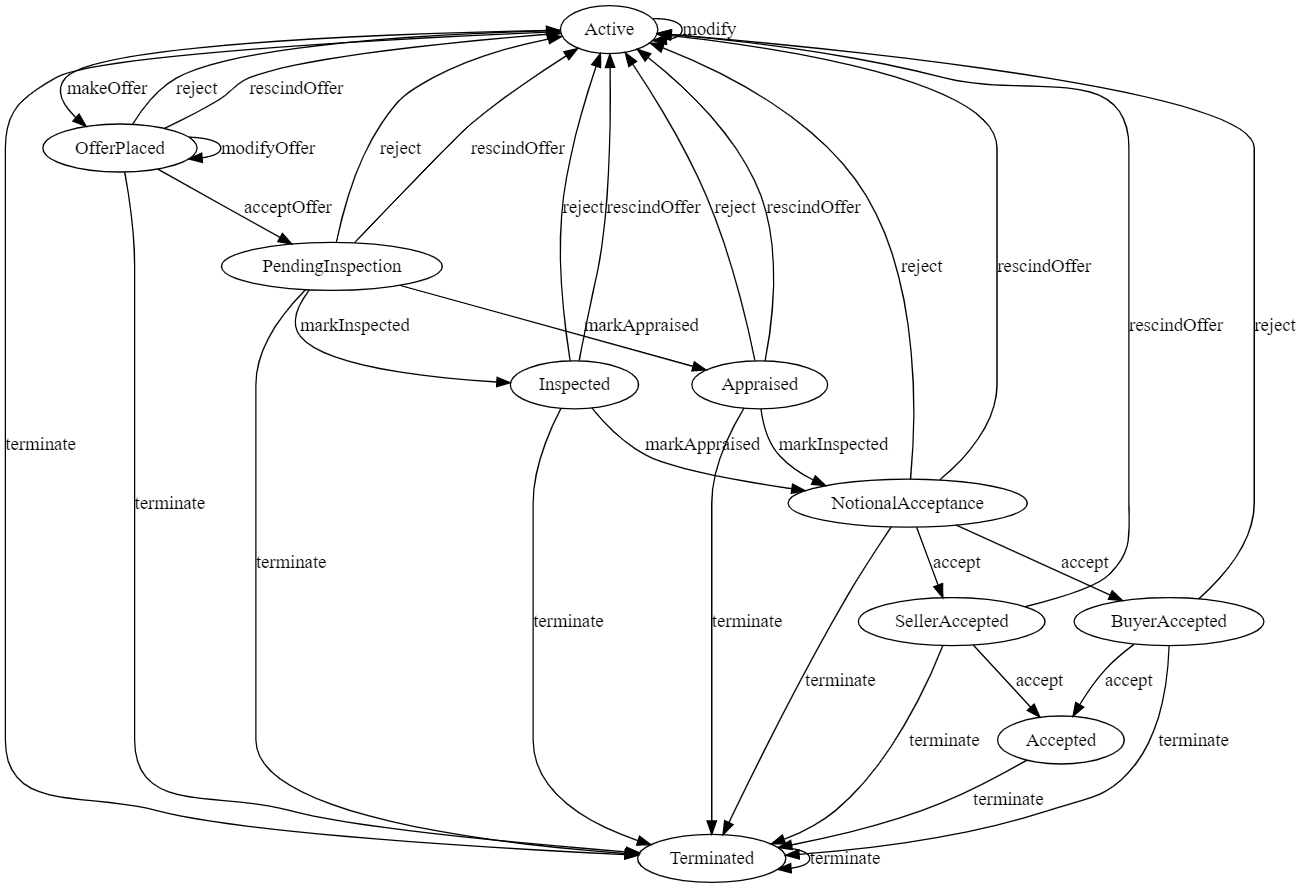 Active
modify
makeOffer
reject
rescindOffer
OfferPlaced
modifyOffer
reject
rescindOffer
acceptOffer
reject
rescindOffer
reject
rescindOffer
PendingInspection
reject
rescindOffer
markInspected
markAppraised
rescindOffer
reject
Inspected
Appraised
terminate
markAppraised
markInspected
terminate
NotionalAcceptance
terminate
accept
accept
terminate
terminate
SellerAccepted
BuyerAccepted
terminate
accept
accept
terminate
Accepted
terminate
terminate
Terminated
terminate